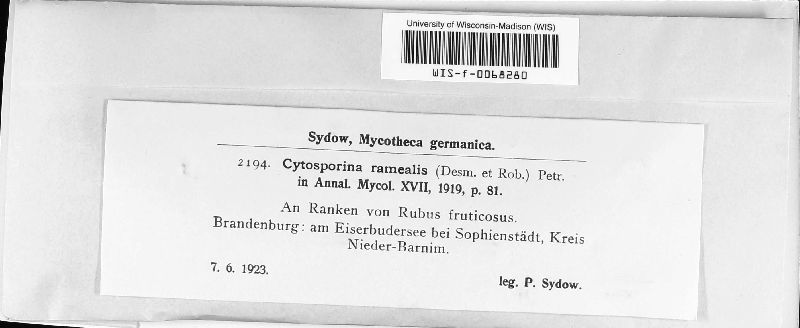 University of Wisconsin-Madison (WIS)
WIS-f-0068280
Sydow, Mycotheca germanica.
2194. Cytosporina ramealis (Desm. et Rob.) Petr.
in Annal. Mycol. XVII, 1919, p. 81.
An Ranken von Rubus fruticosus.
Brandenburg: am Eiserbudersee bei Sophienstädt, Kreis
Nieder-Barnim.
7. 6. 1923.
leg. P. Sydow.